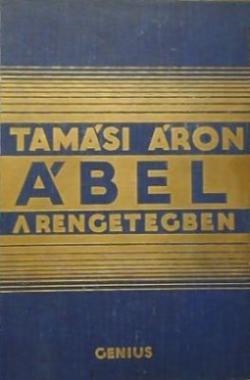 TAMÁSI ÁRON
ÁBEL
A RENGETEGBEN
GENIUS